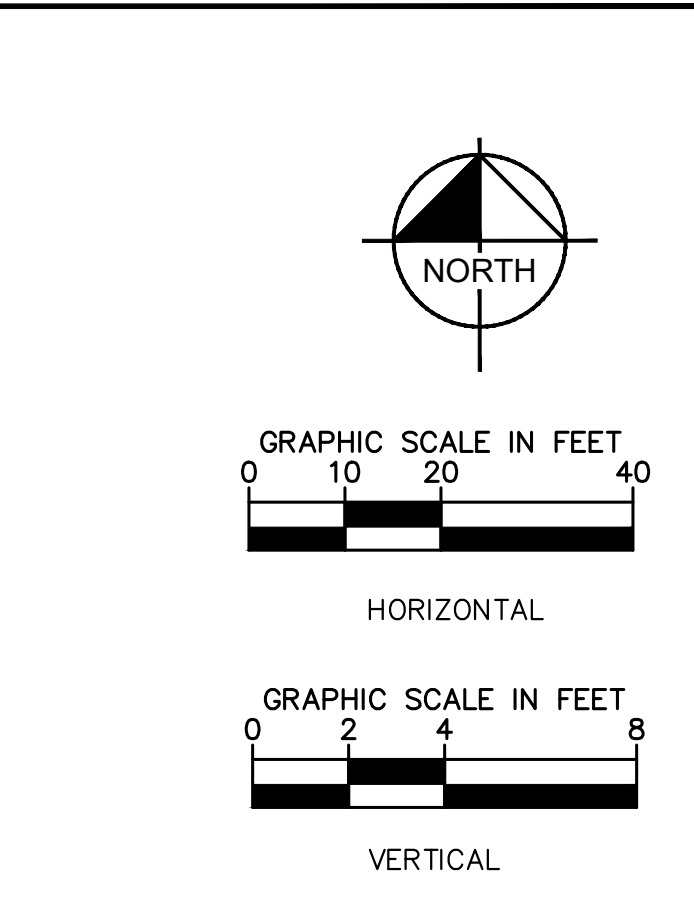 NORTH
GRAPHIC SCALE IN FEET
0 10 20 40
HORIZONTAL
GRAPHIC SCALE IN FEET
0 2 4 8
VERTICAL